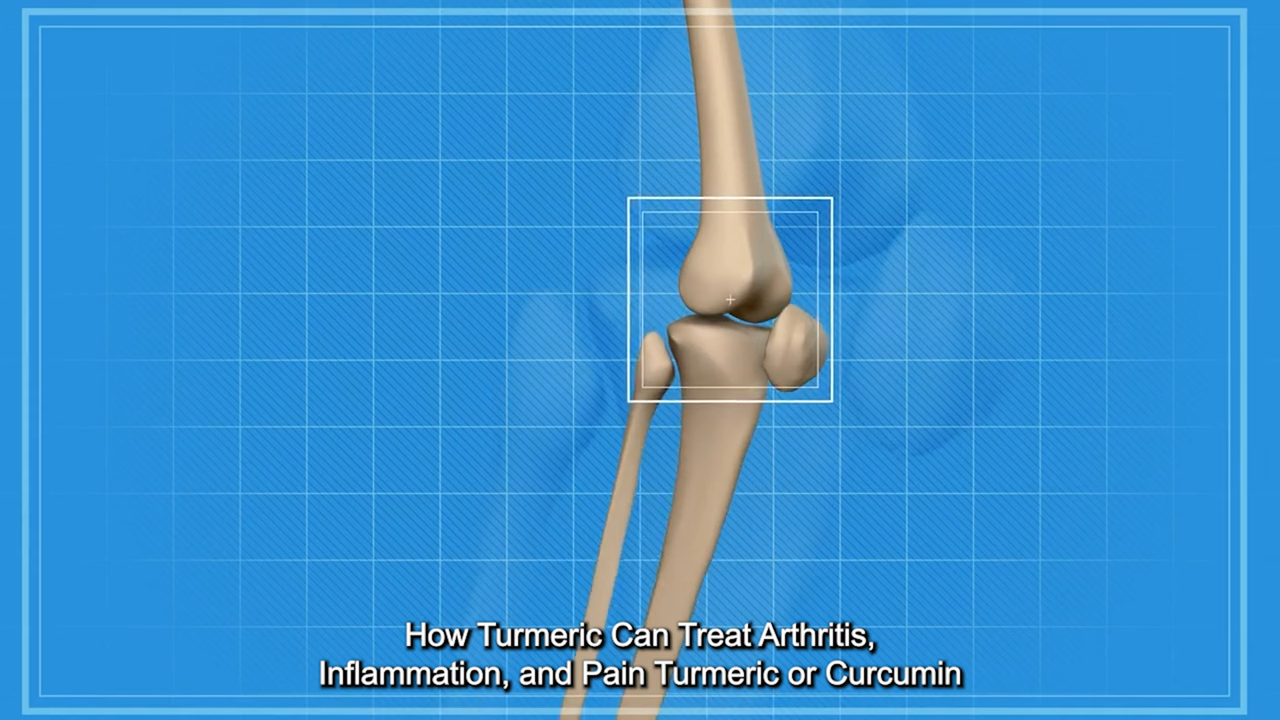 How Turmeric Can Treat Arthritis,
Inflammation, and Pain Turmeric or Curcumin